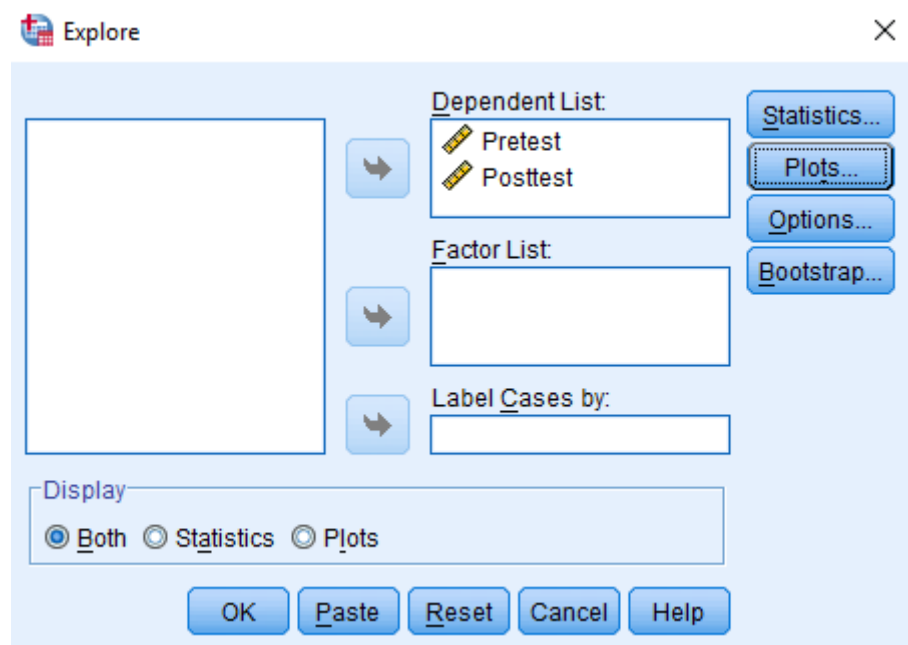 Explore
Dependent List:
Pretest
Posttest
Statistics...
Plots...
Options...
Bootstrap...
Factor List:
Label Cases by:
Display
Both Statistics Plots
OK Paste Reset Cancel Help